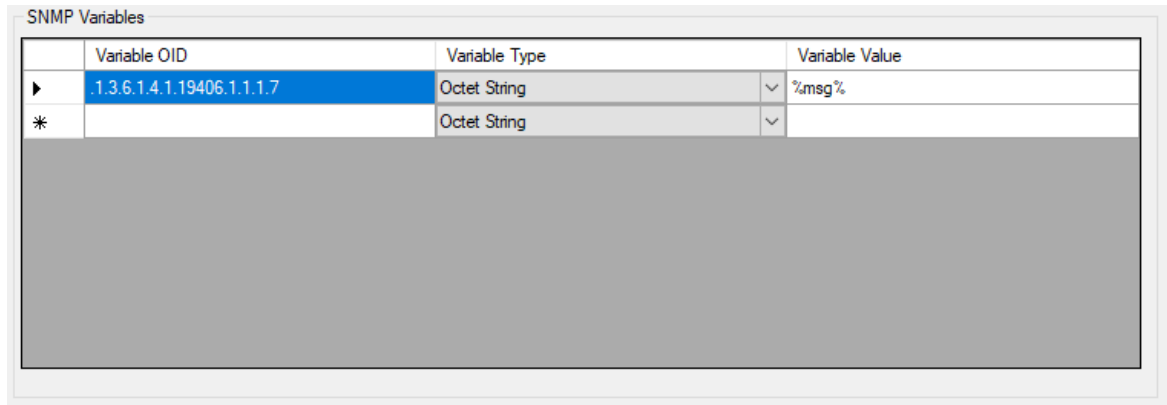 SNMP Variables
Variable OID Variable Type Variable Value
.1.3.6.1.4.1.19406.1.1.1.7 Octet String %msg%
Octet String